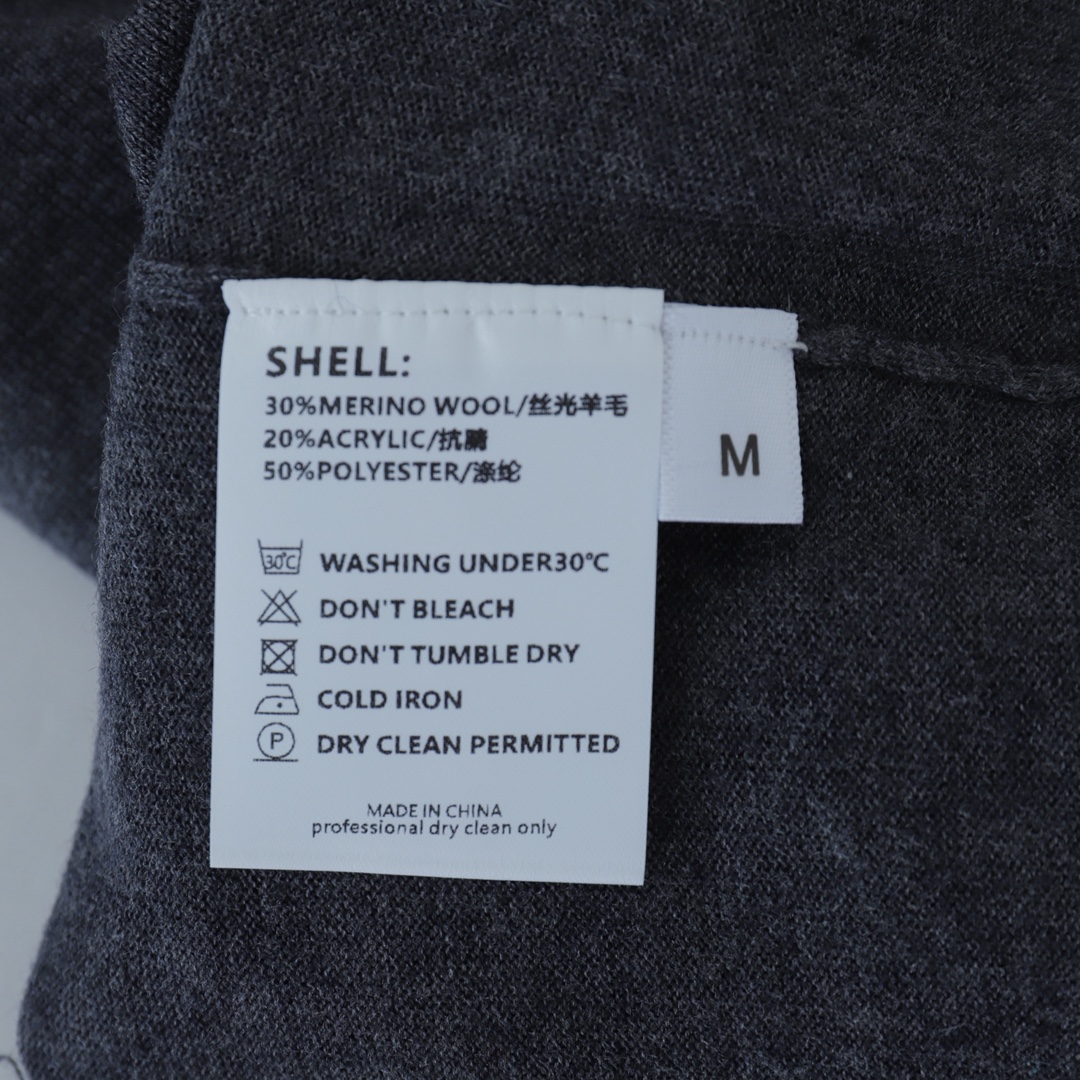 SHELL:
30%MERINO WOOL/丝光羊毛
20%ACRYLIC/抗腈
50%POLYESTER/涤纶
M
30°C WASHING UNDER30°C
DON'T BLEACH
DON'T TUMBLE DRY
COLD IRON
P DRY CLEAN PERMITTED
MADE IN CHINA
professional dry clean only